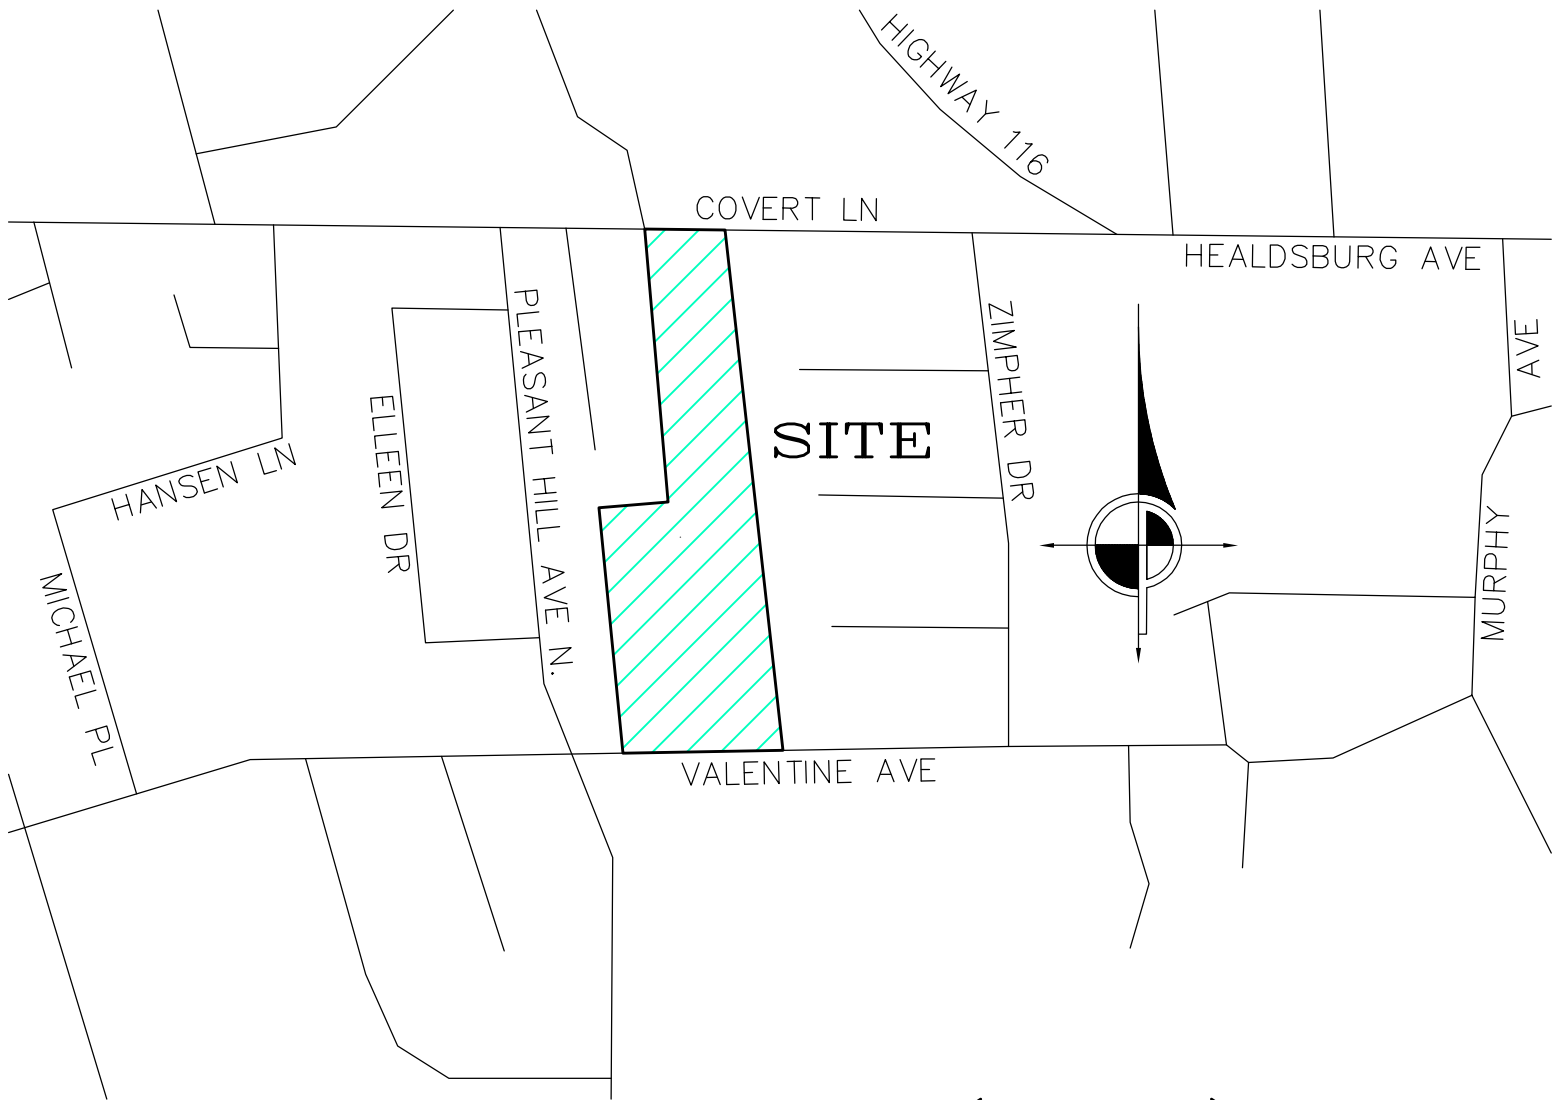 HIGHWAY 116
COVERT LN
HEALDSBURG AVE
PLEASANT HILL AVE N.
ZIMPHER DR
AVE
ELLEEN DR
SITE
HANSEN LN
MURPHY
MICHAEL PL
VALENTINE AVE